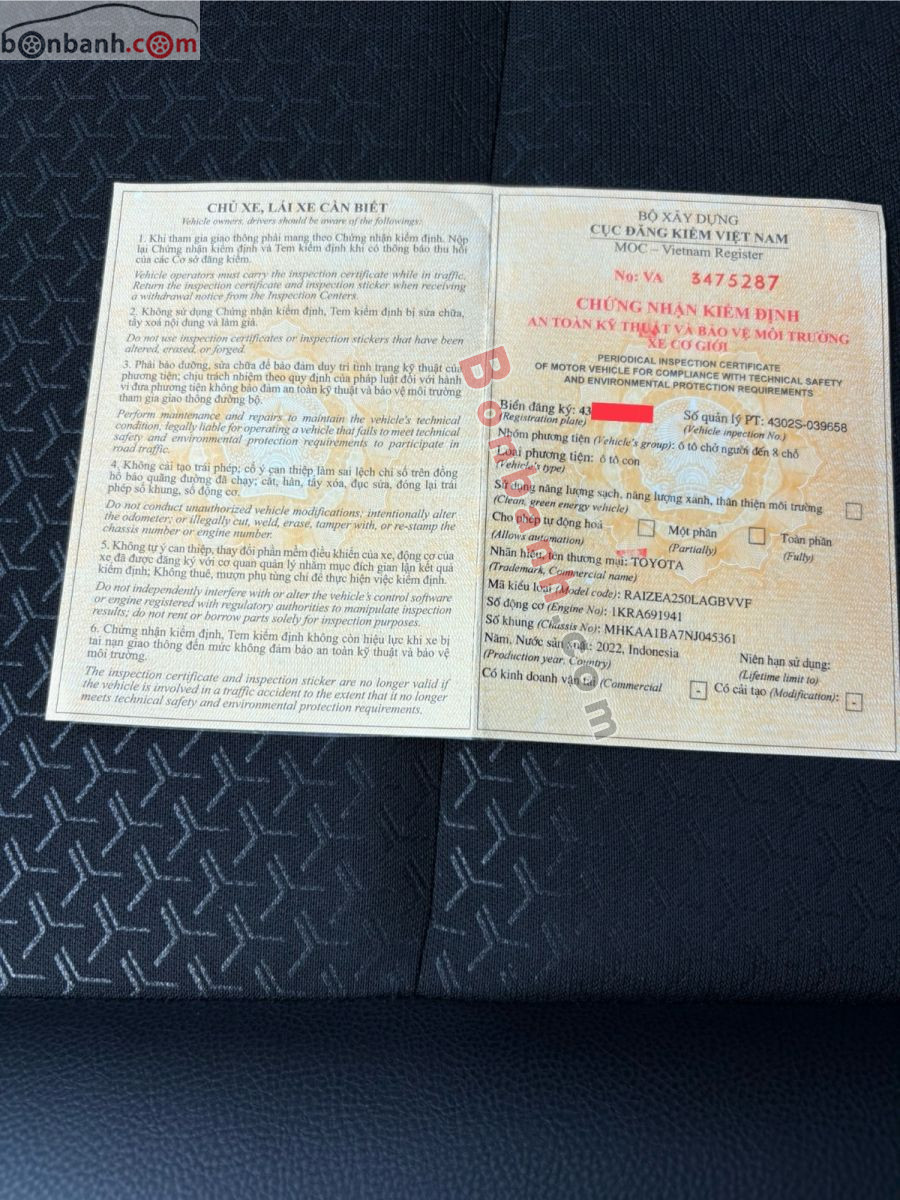 bonbanh.com
CHỦ XE, LÁI XE CẦN BIẾT
Vehicle owners, drivers should be aware of the followings:
1. Khi tham gia giao thông phải mang theo Chứng nhận kiểm định. Nộp
lại Chứng nhận kiểm định và Tem kiểm định khi có thông báo thu hồi
của các Cơ sở đăng kiểm.
Vehicle operators must carry the inspection certificate while in traffic.
Return the inspection certificate and inspection sticker when receiving
a withdrawal notice from the Inspection Centers.
2. Không sử dụng Chứng nhận kiểm định, Tem kiểm định bị sửa chữa,
tẩy xoá nội dung và làm giả.
Do not use inspection certificates or inspection stickers that have been
altered, erased, or forged.
3. Phải bảo dưỡng, sửa chữa để bảo đảm duy trì tình trạng kỹ thuật của
phương tiện; chịu trách nhiệm theo quy định của pháp luật đối với hành
vi đưa phương tiện không bảo đảm an toàn kỹ thuật và bảo vệ môi trường
tham gia giao thông đường bộ.
Perform maintenance and repairs to maintain the vehicle's technical
condition, legally liable for operating a vehicle that fails to meet technical
safety and environmental protection requirements to participate in
road traffic.
4. Không cải tạo trái phép; cố ý can thiệp làm sai lệch chỉ số trên đồng
hồ báo quãng đường đã chạy; cắt, hàn, tẩy xóa, đục sửa, đóng lại trái
phép số khung, số động cơ.
Do not conduct unauthorized vehicle modifications; intentionally alter
the odometer; or illegally cut, weld, erase, tamper with, or re-stamp the
chassis number or engine number.
5. Không tự ý can thiệp, thay đổi phần mềm điều khiển của xe, động cơ của
xe đã được đăng ký với cơ quan quản lý nhằm mục đích gian lận kết quả
kiểm định; Không thuê, mượn phụ tùng chỉ để thực hiện việc kiểm định.
Do not independently interfere with or alter the vehicle's control software
or engine registered with regulatory authorities to manipulate inspection
results; do not rent or borrow parts solely for inspection purposes.
6. Chứng nhận kiểm định, Tem kiểm định không còn hiệu lực khi xe bị
tai nạn giao thông đến mức không đảm bảo an toàn kỹ thuật và bảo vệ
môi trường.
The inspection certificate and inspection sticker are no longer valid if
the vehicle is involved in a traffic accident to the extent that it no longer
meets technical safety and environmental protection requirements.
BỘ XÂY DỰNG
CỤC ĐĂNG KIỂM VIỆT NAM
MOC – Vietnam Register
No: VA 3475287
CHỨNG NHẬN KIỂM ĐỊNH
AN TOÀN KỸ THUẬT VÀ BẢO VỆ MÔI TRƯỜNG
XE CƠ GIỚI
PERIODICAL INSPECTION CERTIFICATE
OF MOTOR VEHICLE FOR COMPLIANCE WITH TECHNICAL SAFETY
AND ENVIRONMENTAL PROTECTION REQUIREMENTS
Biển đăng ký: 43 Số quản lý PT: 4302S-039658
(Registration plate) (Vehicle inspection No.)
Nhóm phương tiện (Vehicle's group): ô tô chở người đến 8 chỗ
Loại phương tiện: ô tô con
(Vehicle's type)
Sử dụng năng lượng sạch, năng lượng xanh, thân thiện môi trường
(Clean, green energy vehicle)
Cho phép tự động hoá Một phần Toàn phần
(Allows automation) (Partially) (Fully)
Nhãn hiệu, tên thương mại: TOYOTA
(Trademark, Commercial name)
Mã kiểu loại (Model code): RAIZEA250LAGBVVF
Số động cơ (Engine No): 1KRA691941
Số khung (Chassis No): MHKAA1BA7NJ045361
Năm, Nước sản xuất: 2022, Indonesia Niên hạn sử dụng:
(Production year, Country) (Lifetime limit to)
Có kinh doanh vận tải (Commercial - Có cải tạo (Modification): -
Bonbanh.com